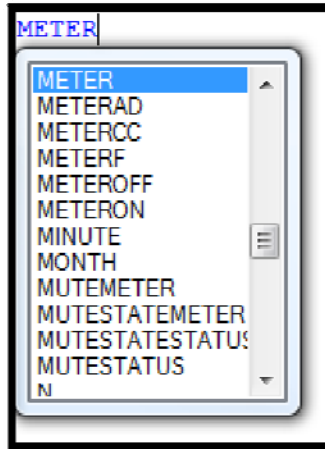 METER
METER
METERAD
METERCC
METERF
METEROFF
METERON
MINUTE
MONTH
MUTEMETER
MUTESTATEMETER
MUTESTATESTATUS
MUTESTATUS
N